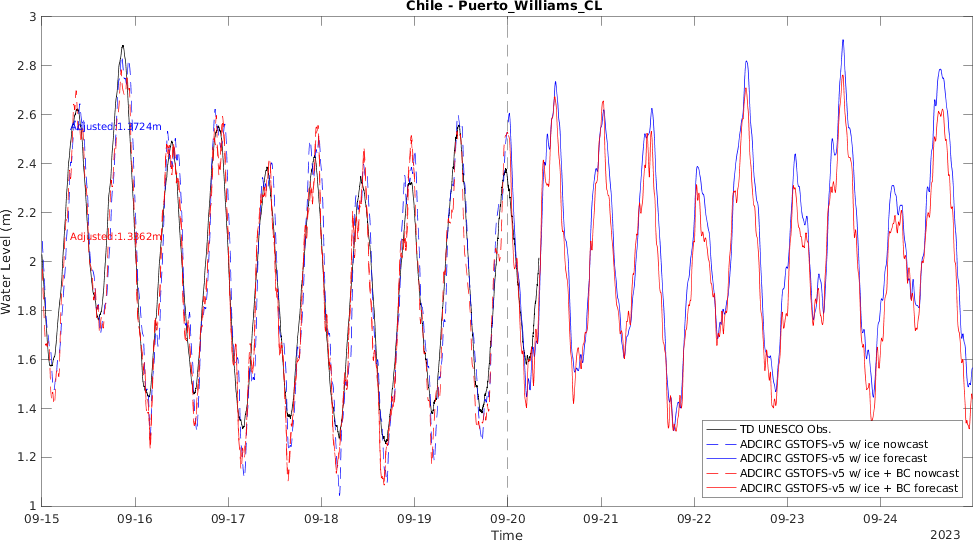 Chile - Puerto_Williams_CL
3
2.8
2.6
2.4
2.2
2
1.8
1.6
1.4
1.2
1
Water Level (m)
Adjusted:1.3724m
Adjusted:1.3362m
TD UNESCO Obs.
ADCIRC GSTOFS-v5 w/ ice nowcast
ADCIRC GSTOFS-v5 w/ ice forecast
ADCIRC GSTOFS-v5 w/ ice + BC nowcast
ADCIRC GSTOFS-v5 w/ ice + BC forecast
09-15 09-16 09-17 09-18 09-19 09-20 09-21 09-22 09-23 09-24
Time
2023